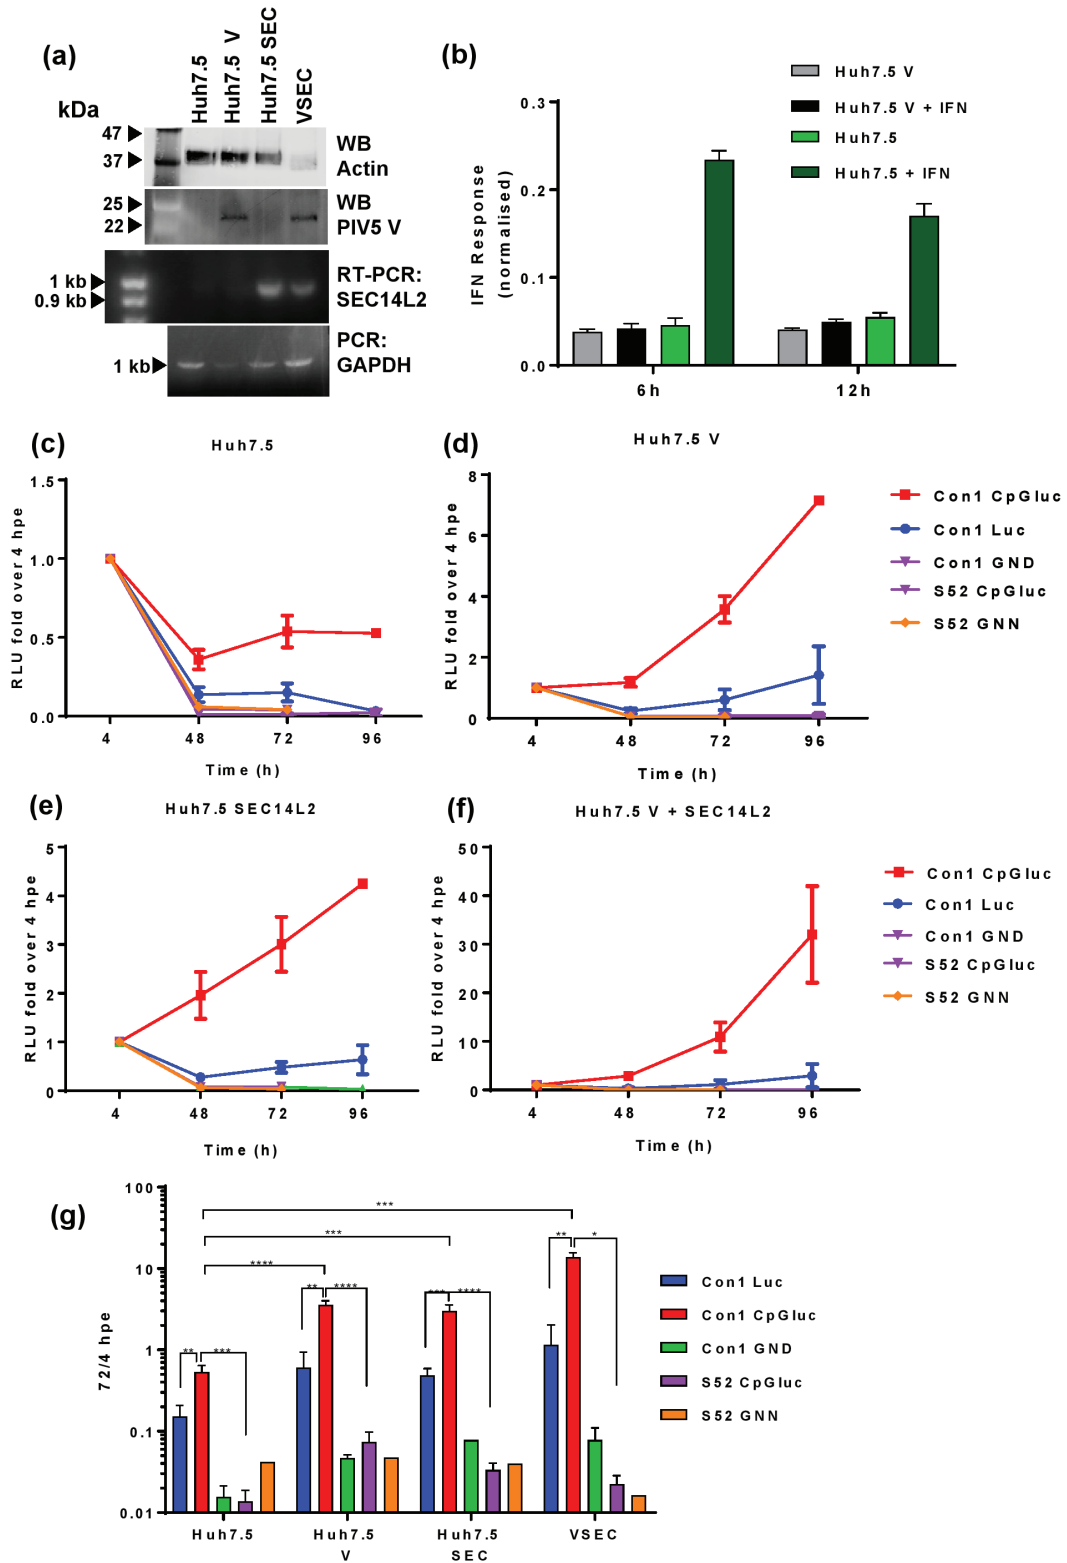 (a)
Huh7.5
Huh7.5 V
Huh7.5 SEC
VSEC
kDa
47
37
WB
Actin
25
22
WB
PIV5 V
1 kb
0.9 kb
RT-PCR:
SEC14L2
1 kb
PCR:
GAPDH
(b)
Huh7.5 V
Huh7.5 V + IFN
Huh7.5
Huh7.5 + IFN
IFN Response
(normalised)
0.3
0.2
0.1
0.0
6h
12h
(c)
Huh7.5
RLU fold over 4 hpe
1.5
1.0
0.5
0.0
4
48
72
96
Time (h)
(d)
Huh7.5 V
RLU fold over 4 hpe
8
6
4
2
0
4
48
72
96
Time (h)
Con1 CpGluc
Con1 Luc
Con1 GND
S52 CpGluc
S52 GNN
(e)
Huh7.5 SEC14L2
RLU fold over 4 hpe
5
4
3
2
1
0
4
48
72
96
Time (h)
(f)
Huh7.5 V + SEC14L2
RLU fold over 4 hpe
50
40
30
20
10
0
4
48
72
96
Time (h)
Con1 CpGluc
Con1 Luc
Con1 GND
S52 CpGluc
S52 GNN
(g)
72/4 hpe
100
10
1
0.1
0.01
***
***
****
** ***
** ****
*** ****
** *
Huh7.5
Huh7.5
V
Huh7.5
SEC
VSEC
Con1 Luc
Con1 CpGluc
Con1 GND
S52 CpGluc
S52 GNN